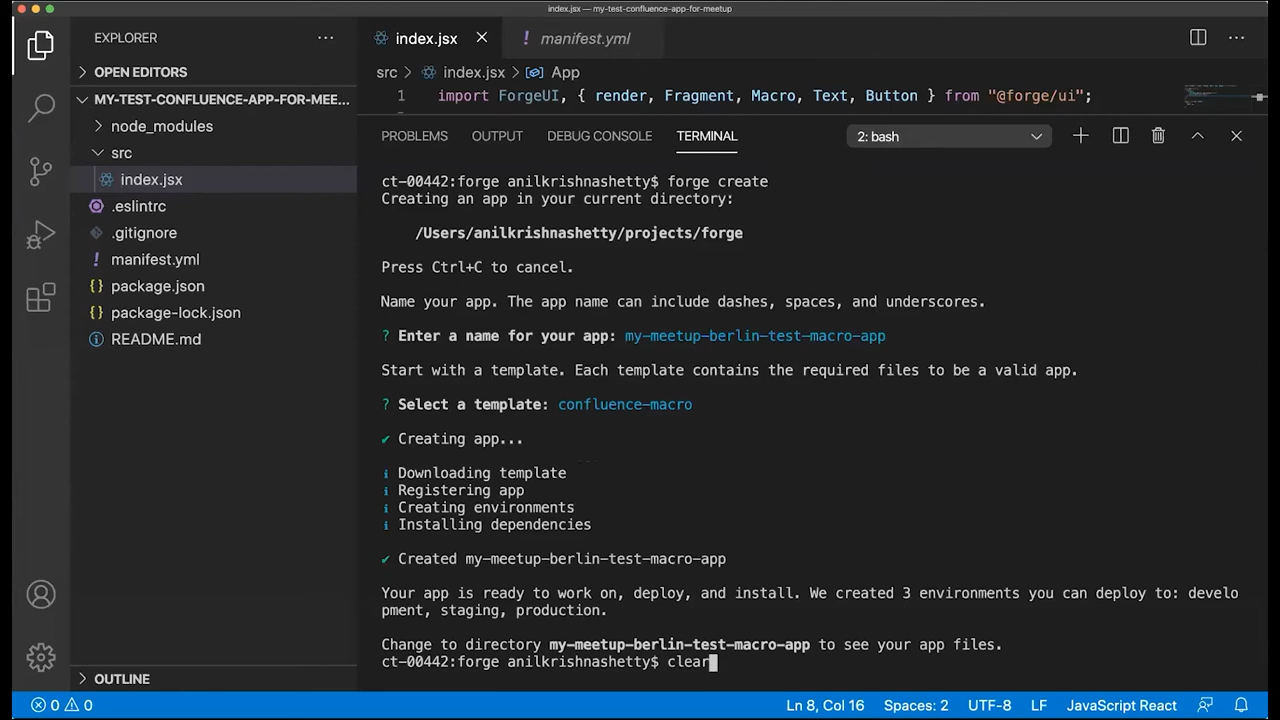 index.jsx — my-test-confluence-app-for-meetup
EXPLORER
OPEN EDITORS
MY-TEST-CONFLUENCE-APP-FOR-MEE...
node_modules
src
index.jsx
.eslintrc
.gitignore
manifest.yml
package.json
package-lock.json
README.md
OUTLINE
index.jsx
manifest.yml
src > index.jsx > App
1 import ForgeUI, { render, Fragment, Macro, Text, Button } from "@forge/ui";
PROBLEMS OUTPUT DEBUG CONSOLE TERMINAL 2: bash
ct-00442:forge anilkrishnashetty$ forge create
Creating an app in your current directory:
/Users/anilkrishnashetty/projects/forge
Press Ctrl+C to cancel.
Name your app. The app name can include dashes, spaces, and underscores.
? Enter a name for your app: my-meetup-berlin-test-macro-app
Start with a template. Each template contains the required files to be a valid app.
? Select a template: confluence-macro
✔ Creating app...
ℹ Downloading template
ℹ Registering app
ℹ Creating environments
ℹ Installing dependencies
✔ Created my-meetup-berlin-test-macro-app
Your app is ready to work on, deploy, and install. We created 3 environments you can deploy to: develo
pment, staging, production.
Change to directory my-meetup-berlin-test-macro-app to see your app files.
ct-00442:forge anilkrishnashetty$ clear
0 0 Ln 8, Col 16 Spaces: 2 UTF-8 LF JavaScript React